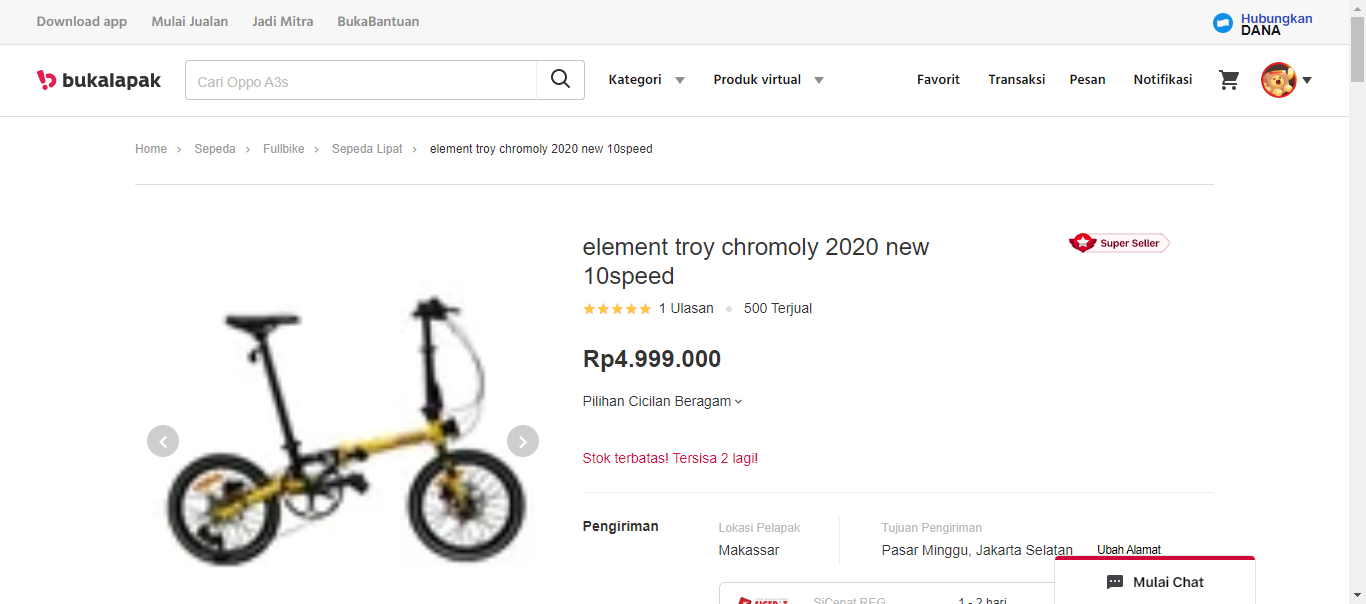 Download app Mulai Jualan Jadi Mitra BukaBantuan
Hubungkan
DANA
bukalapak
Cari Oppo A3s
Kategori Produk virtual Favorit Transaksi Pesan Notifikasi
Home › Sepeda › Fullbike › Sepeda Lipat › element troy chromoly 2020 new 10speed
element troy chromoly 2020 new
10speed
Super Seller
1 Ulasan 500 Terjual
Rp4.999.000
Pilihan Cicilan Beragam
Stok terbatas! Tersisa 2 lagi!
Pengiriman
Lokasi Pelapak
Makassar
Tujuan Pengiriman
Pasar Minggu, Jakarta Selatan Ubah Alamat
SiCepat REG 1 - 2 hari
Mulai Chat